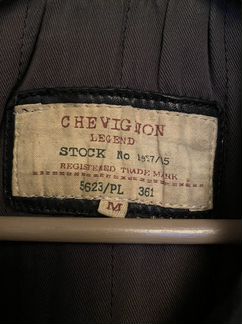 CHEVIGNON
LEGEND
STOCK No 1957/15
REGISTERED TRADE MARK
5623/PL 361
M